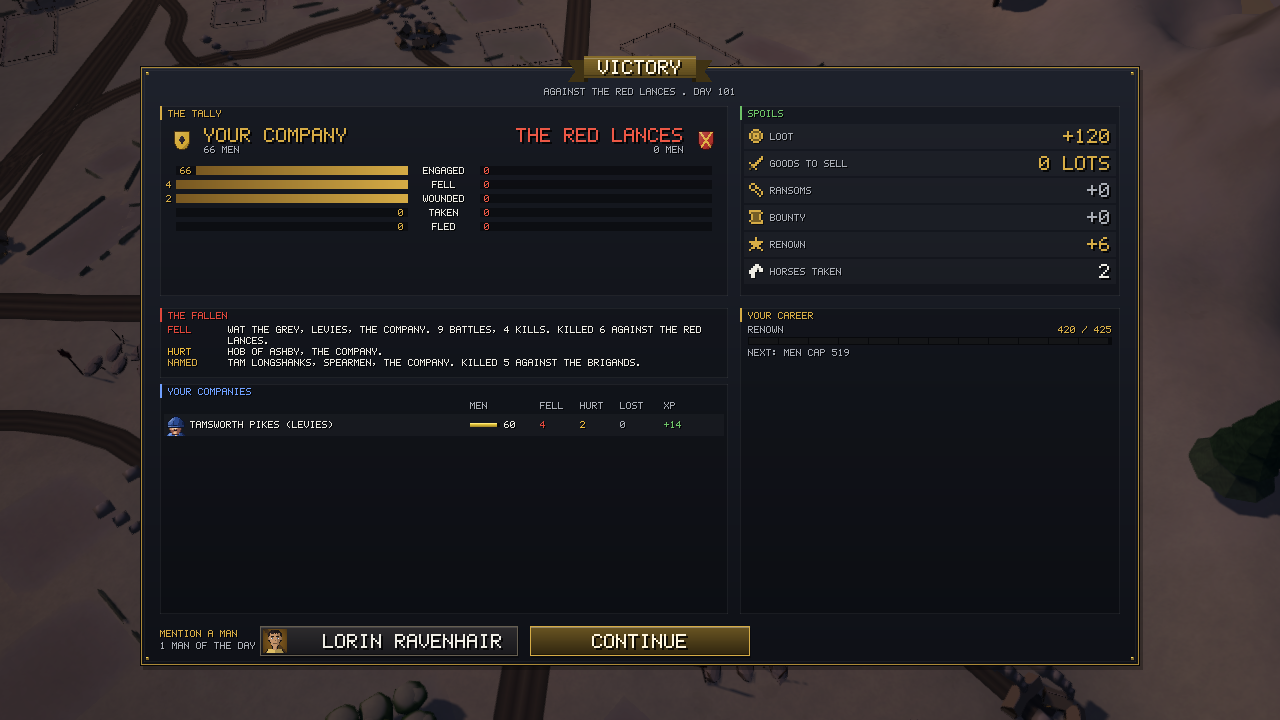 VICTORY
AGAINST THE RED LANCES . DAY 101
THE TALLY
YOUR COMPANY
66 MEN
THE RED LANCES
0 MEN
66 ENGAGED 0
4 FELL 0
2 WOUNDED 0
0 TAKEN 0
0 FLED 0
SPOILS
LOOT +120
GOODS TO SELL 0 LOTS
RANSOMS +0
BOUNTY +0
RENOWN +6
HORSES TAKEN 2
THE FALLEN
FELL WAT THE GREY, LEVIES, THE COMPANY. 9 BATTLES, 4 KILLS. KILLED 6 AGAINST THE RED
LANCES.
HURT HOB OF ASHBY, THE COMPANY.
NAMED TAM LONGSHANKS, SPEARMEN, THE COMPANY. KILLED 5 AGAINST THE BRIGANDS.
YOUR CAREER
RENOWN 420 / 425
NEXT: MEN CAP 519
YOUR COMPANIES
MEN FELL HURT LOST XP
TAMSWORTH PIKES (LEVIES) 60 4 2 0 +14
MENTION A MAN
1 MAN OF THE DAY
LORIN RAVENHAIR
CONTINUE